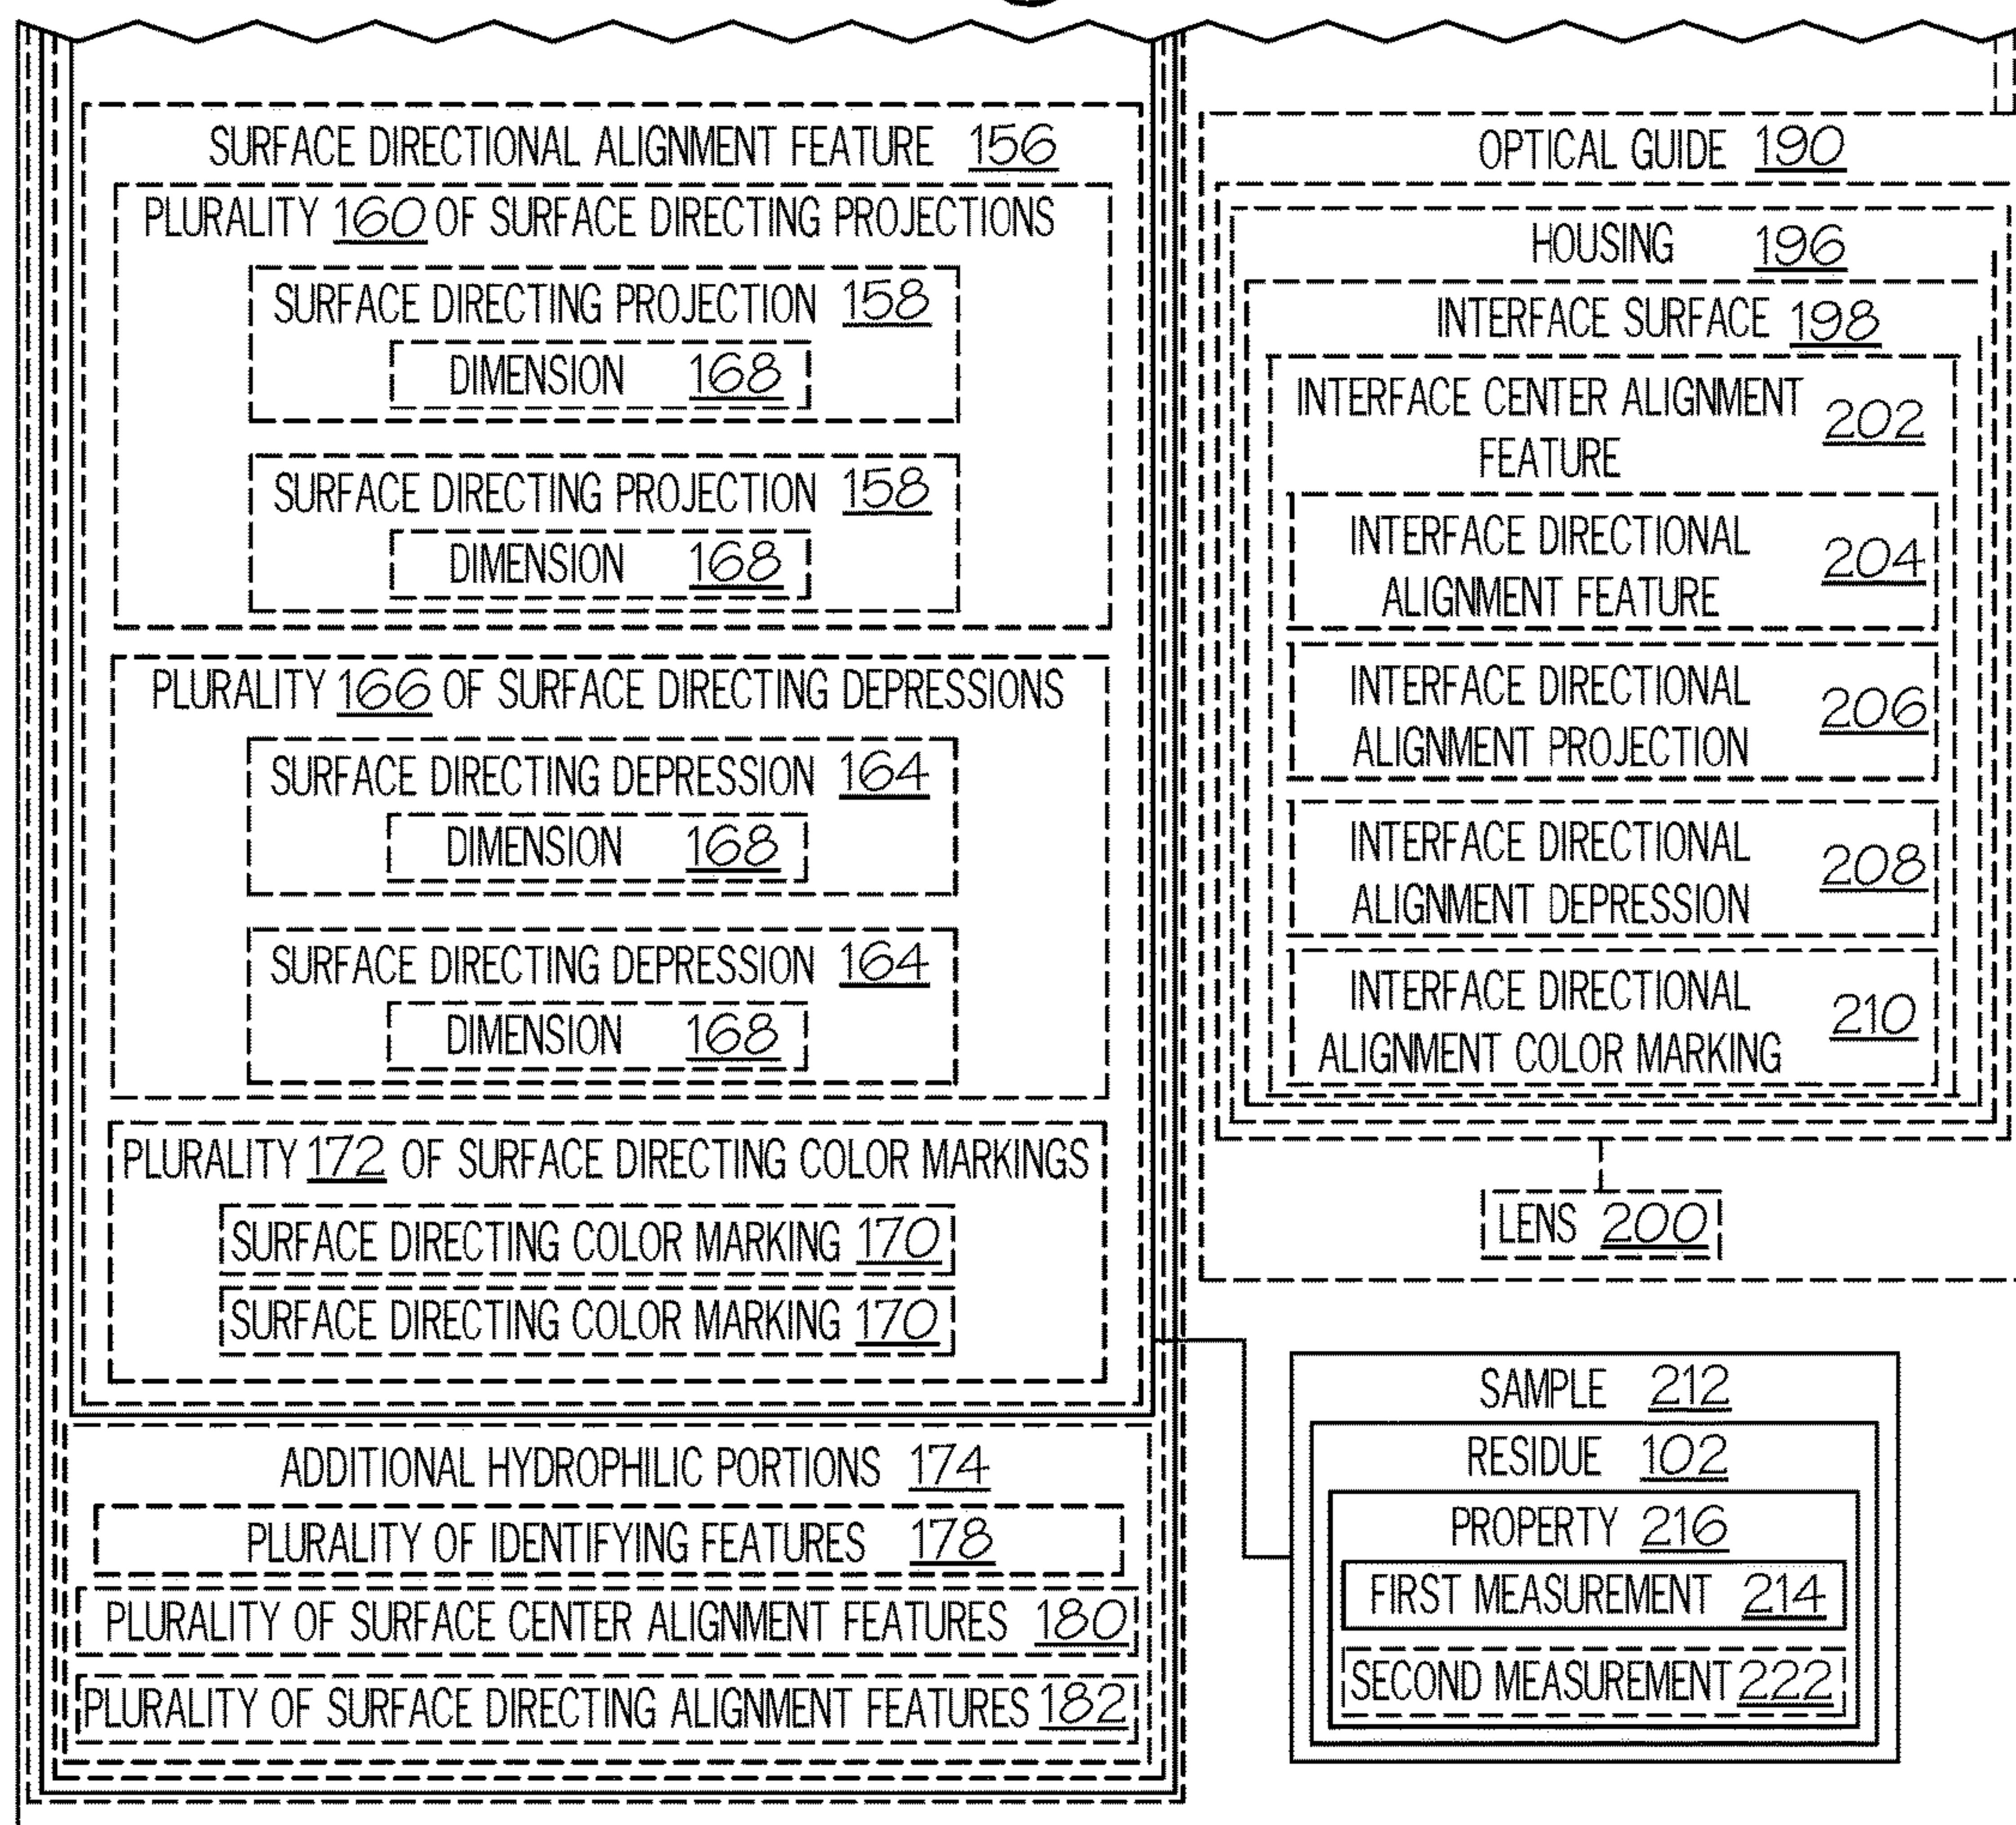 SURFACE DIRECTIONAL ALIGNMENT FEATURE 156
PLURALITY 160 OF SURFACE DIRECTING PROJECTIONS
SURFACE DIRECTING PROJECTION 158
DIMENSION 168
SURFACE DIRECTING PROJECTION 158
DIMENSION 168
PLURALITY 166 OF SURFACE DIRECTING DEPRESSIONS
SURFACE DIRECTING DEPRESSION 164
DIMENSION 168
SURFACE DIRECTING DEPRESSION 164
DIMENSION 168
PLURALITY 172 OF SURFACE DIRECTING COLOR MARKINGS
SURFACE DIRECTING COLOR MARKING 170
SURFACE DIRECTING COLOR MARKING 170
ADDITIONAL HYDROPHILIC PORTIONS 174
PLURALITY OF IDENTIFYING FEATURES 178
PLURALITY OF SURFACE CENTER ALIGNMENT FEATURES 180
PLURALITY OF SURFACE DIRECTING ALIGNMENT FEATURES 182
OPTICAL GUIDE 190
HOUSING 196
INTERFACE SURFACE 198
INTERFACE CENTER ALIGNMENT 202
FEATURE
INTERFACE DIRECTIONAL 204
ALIGNMENT FEATURE
INTERFACE DIRECTIONAL 206
ALIGNMENT PROJECTION
INTERFACE DIRECTIONAL 208
ALIGNMENT DEPRESSION
INTERFACE DIRECTIONAL 210
ALIGNMENT COLOR MARKING
LENS 200
SAMPLE 212
RESIDUE 102
PROPERTY 216
FIRST MEASUREMENT 214
SECOND MEASUREMENT 222